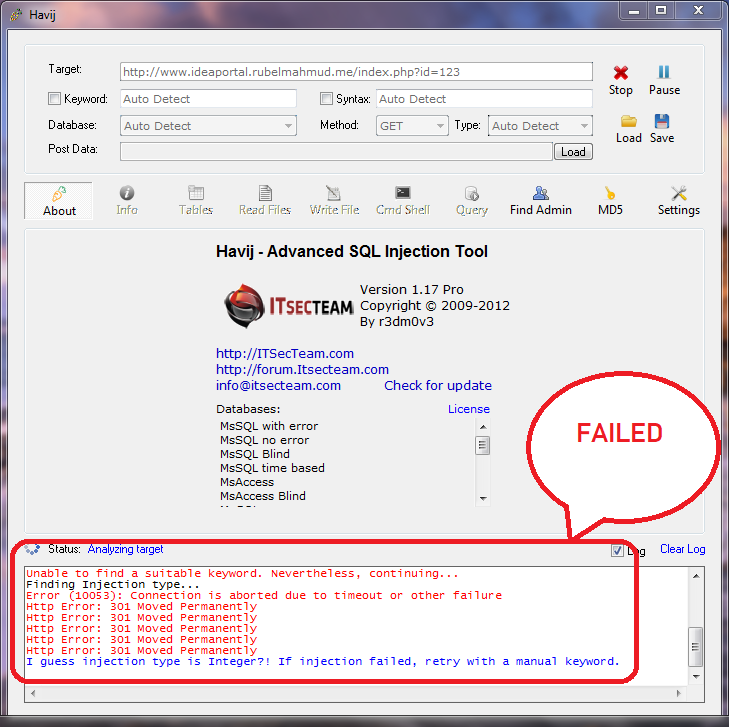 Havij
Target: http://www.ideaportal.rubelmahmud.me/index.php?id=123
Keyword: Auto Detect Syntax: Auto Detect
Database: Auto Detect Method: GET Type: Auto Detect
Post Data: Load
Stop Pause
Load Save
About Info Tables Read Files Write File Cmd Shell Query Find Admin MD5 Settings
Havij - Advanced SQL Injection Tool
ITSECTEAM
Version 1.17 Pro
Copyright © 2009-2012
By r3dm0v3
http://ITSecTeam.com
http://forum.Itsecteam.com
info@itsecteam.com Check for update
Databases: License
MsSQL with error
MsSQL no error
MsSQL Blind
MsSQL time based
MsAccess
MsAccess Blind
FAILED
Status: Analyzing target Log Clear Log
Unable to find a suitable keyword. Nevertheless, continuing...
Finding Injection type...
Error (10053): Connection is aborted due to timeout or other failure
Http Error: 301 Moved Permanently
Http Error: 301 Moved Permanently
Http Error: 301 Moved Permanently
Http Error: 301 Moved Permanently
Http Error: 301 Moved Permanently
I guess injection type is Integer?! If injection failed, retry with a manual keyword.